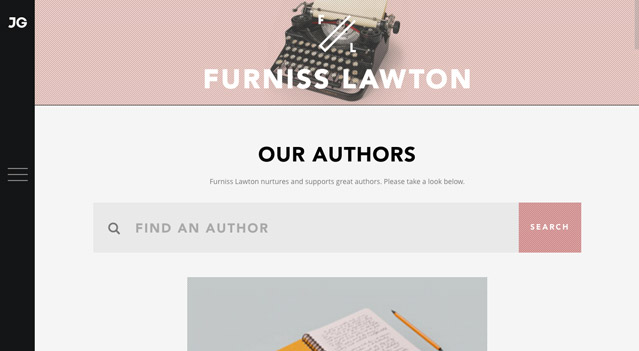 JG
F
L
FURNISS LAWTON
OUR AUTHORS
Furniss Lawton nurtures and supports great authors. Please take a look below.
FIND AN AUTHOR
SEARCH